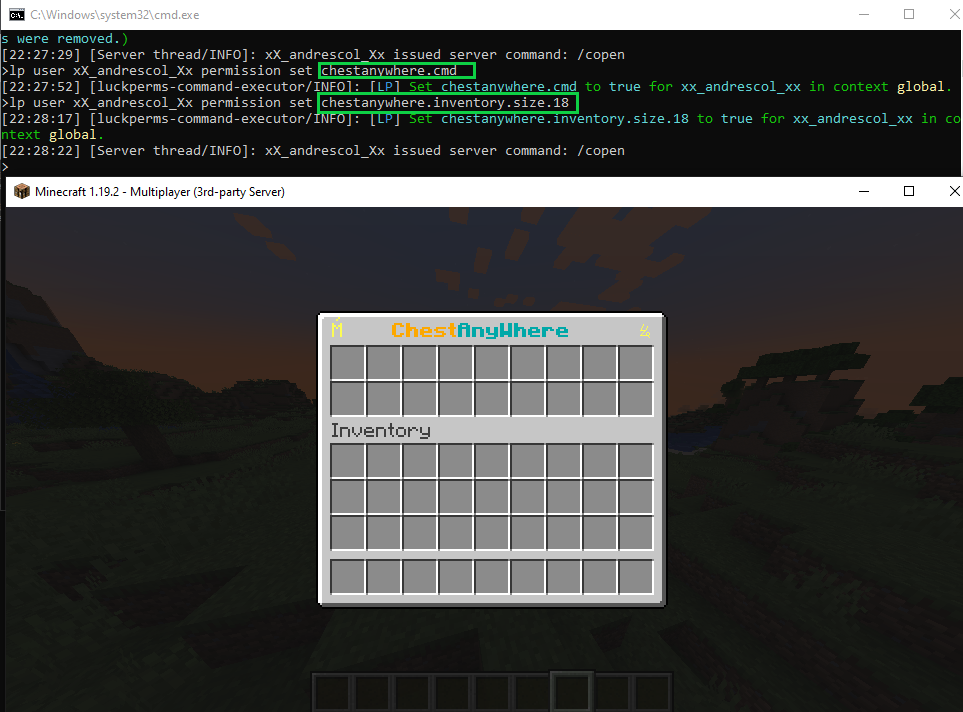 C:\Windows\system32\cmd.exe
s were removed.)
[22:27:29] [Server thread/INFO]: xX_andrescol_Xx issued server command: /copen
>lp user xX_andrescol_Xx permission set chestanywhere.cmd
[22:27:52] [luckperms-command-executor/INFO]: [LP] Set chestanywhere.cmd to true for xx_andrescol_xx in context global.
>lp user xX_andrescol_Xx permission set chestanywhere.inventory.size.18
[22:28:17] [luckperms-command-executor/INFO]: [LP] Set chestanywhere.inventory.size.18 to true for xx_andrescol_xx in co
ntext global.
[22:28:22] [Server thread/INFO]: xX_andrescol_Xx issued server command: /copen
>
Minecraft 1.19.2 - Multiplayer (3rd-party Server)
ChestAnyWhere
Inventory